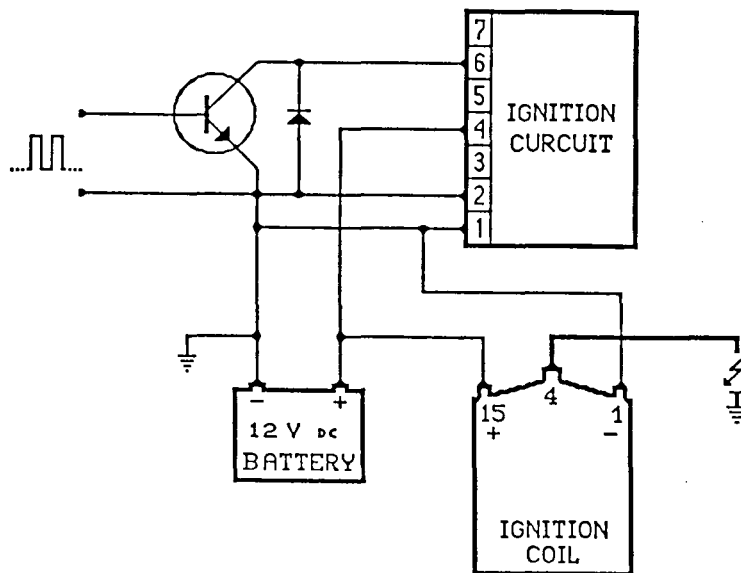 7
6
5
4
3
2
1
IGNITION
CURCUIT
- +
12 V DC
BATTERY
15 4 1
+ -
IGNITION
COIL